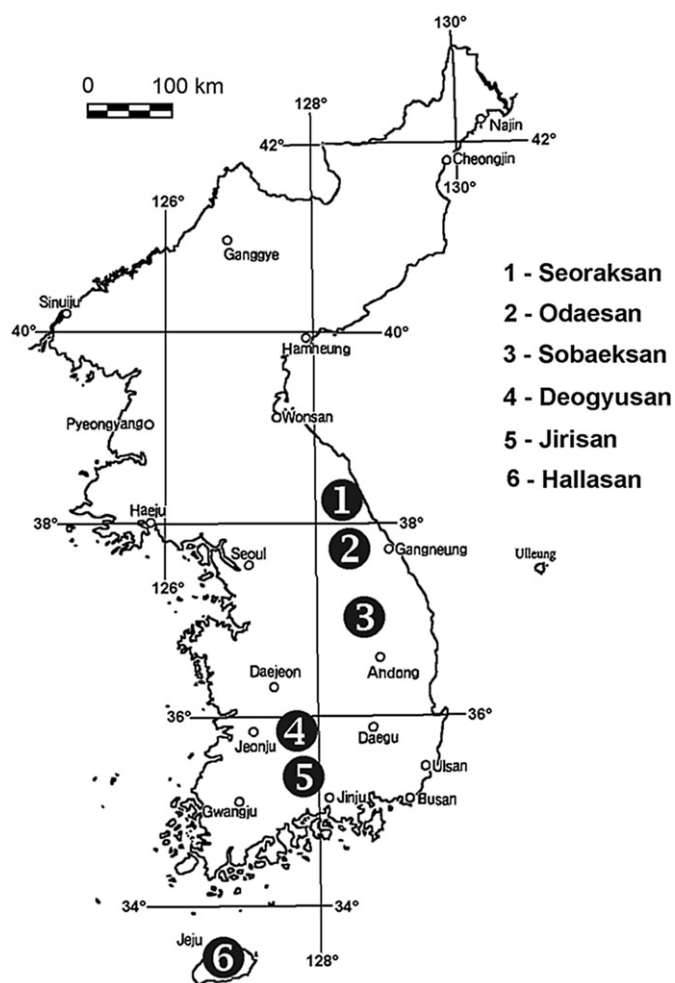 130°
0 100 km
130°
128°
Najin
42°
42°
Cheongjin
130°
126°
Ganggye
1 - Seoraksan
Sinuiju
2 - Odaesan
40°
40°
Hamheung
3 - Sobaeksan
4 - Deogyusan
Pyeongyang
Wonsan
5 - Jirisan
6 - Hallasan
1
Haeju
38°
38°
2
Gangneung
Seoul
Ulleung
126°
3
Daejeon
Andong
36°
36°
4
Jeonju
Daegu
5
Ulsan
Gwangju
Jinju
Busan
34°
34°
Jeju
6
128°